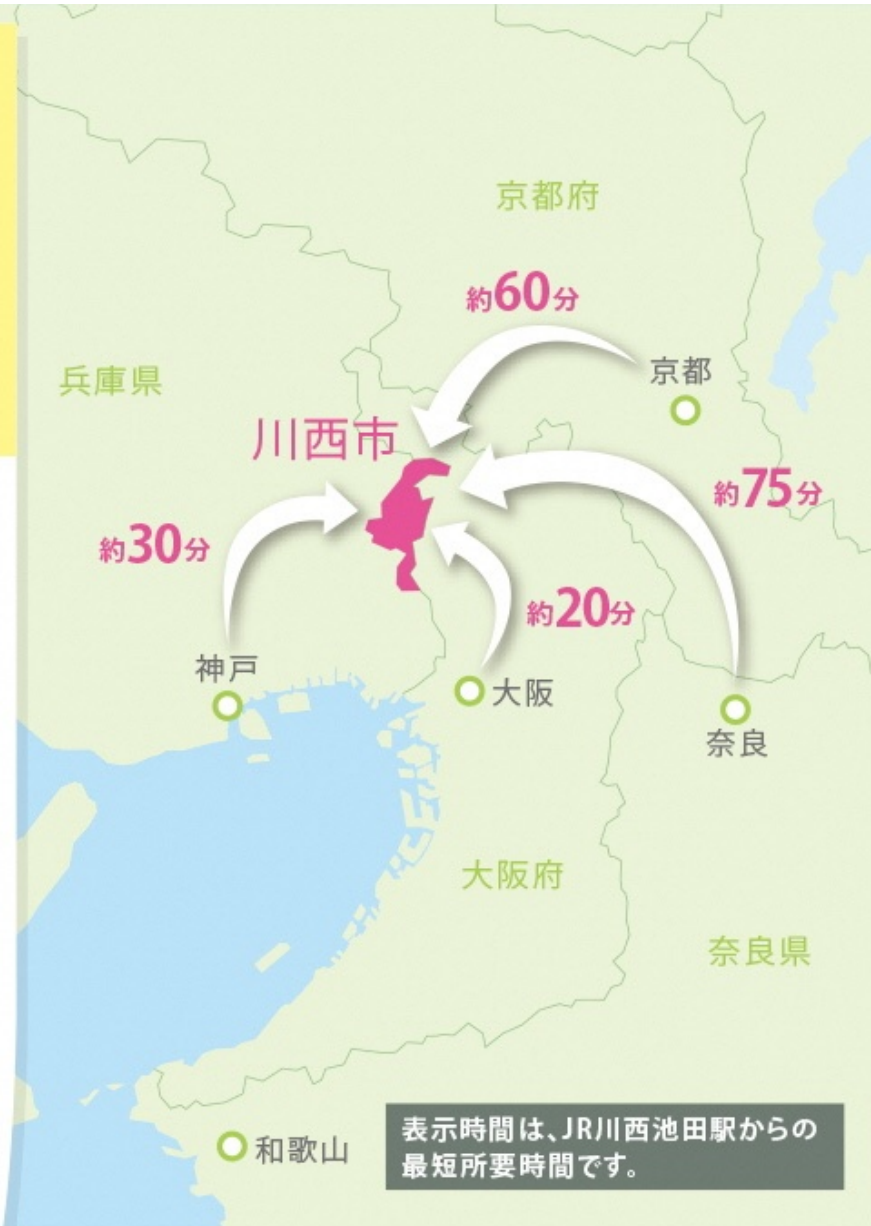 京都府
約60分
京都
兵庫県
川西市
約75分
約30分
約20分
神戸
大阪
奈良
大阪府
奈良県
和歌山
表示時間は、JR川西池田駅からの
最短所要時間です。